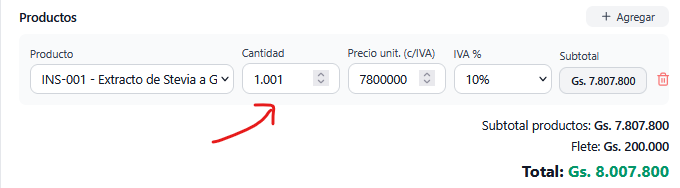 Productos
+ Agregar
Producto
Cantidad
Precio unit. (c/IVA)
IVA %
Subtotal
INS-001 - Extracto de Stevia a G
1.001
7800000
10%
Gs. 7.807.800
Subtotal productos: Gs. 7.807.800
Flete: Gs. 200.000
Total: Gs. 8.007.800